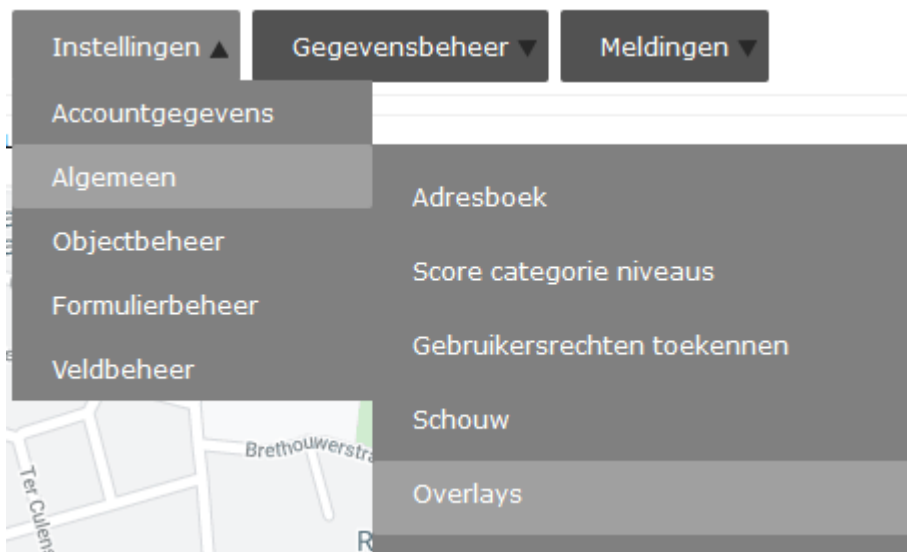 Instellingen ▲
Gegevensbeheer ▼
Meldingen ▼
Accountgegevens
Algemeen
Objectbeheer
Formulierbeheer
Veldbeheer
Adresboek
Score categorie niveaus
Gebruikersrechten toekennen
Schouw
Overlays